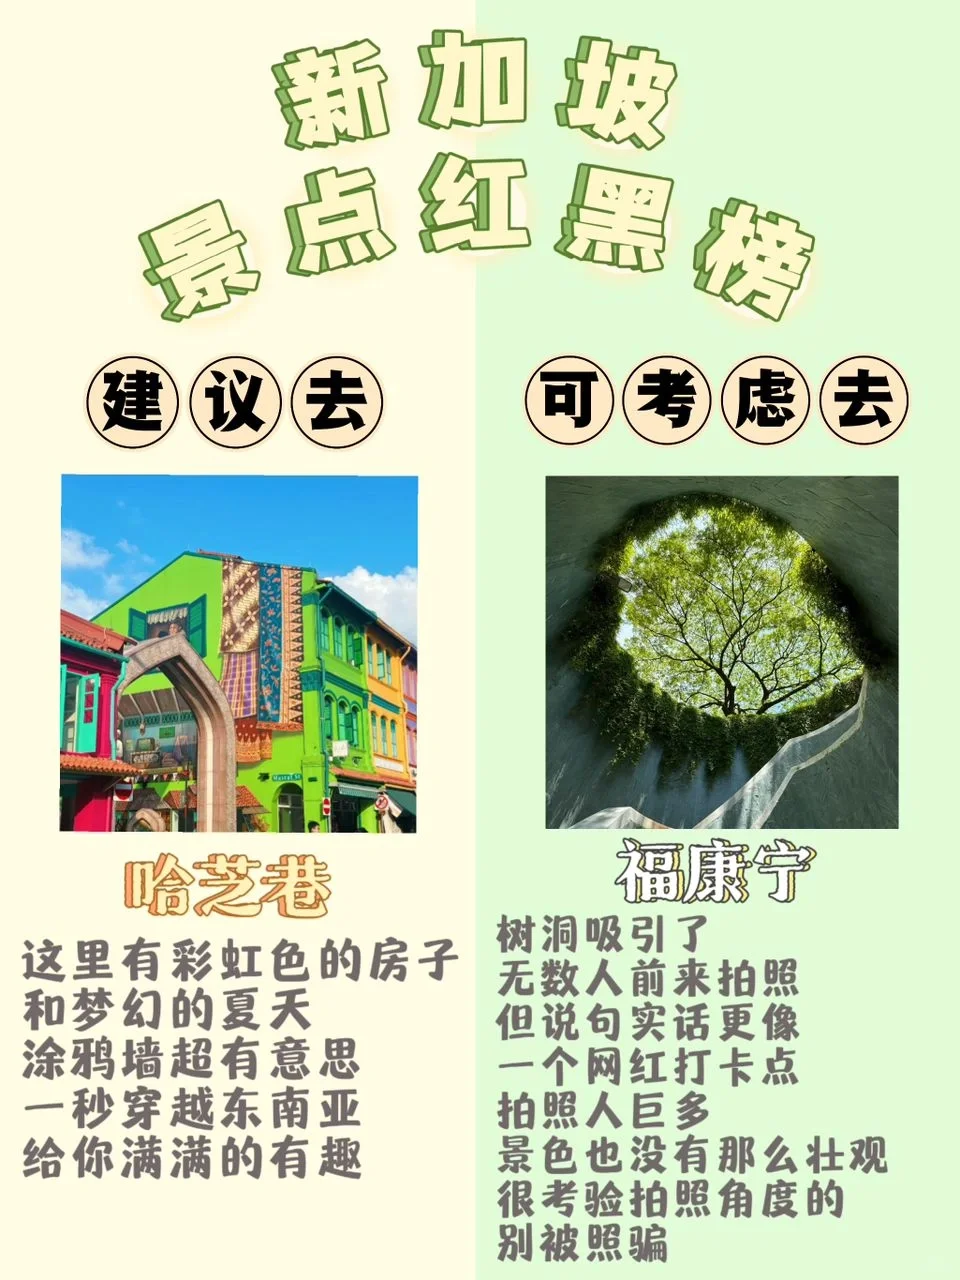 新加坡
景点红黑榜
建议去
可考虑去
Muscat St
哈芝巷
这里有彩虹色的房子
和梦幻的夏天
涂鸦墙超有意思
一秒穿越东南亚
给你满满的有趣
福康宁
树洞吸引了
无数人前来拍照
但说句实话更像
一个网红打卡点
拍照人巨多
景色也没有那么壮观
很考验拍照角度的
别被照骗